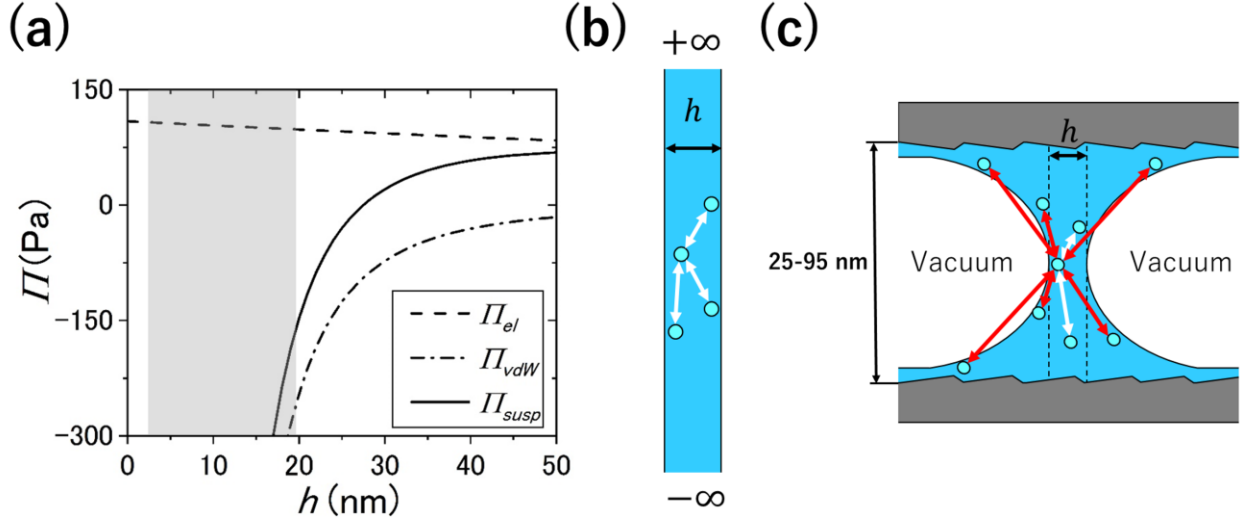 (a)
150
0
−150
−300
Π(Pa)
0
10
20
30
40
50
h (nm)
Π_el
Π_vdW
Π_susp
(b)
+∞
h
−∞
(c)
h
25-95 nm
Vacuum
Vacuum